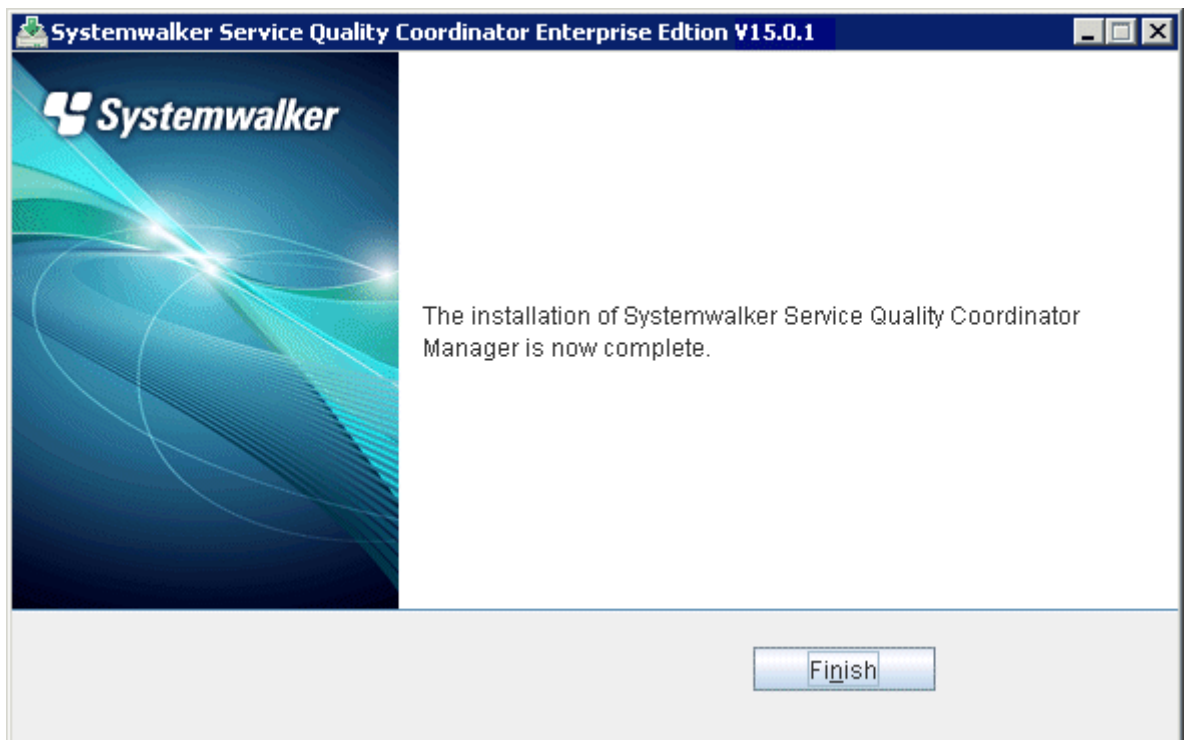 Systemwalker Service Quality Coordinator Enterprise Edtion V15.0.1
Systemwalker
The installation of Systemwalker Service Quality Coordinator
Manager is now complete.
Finish